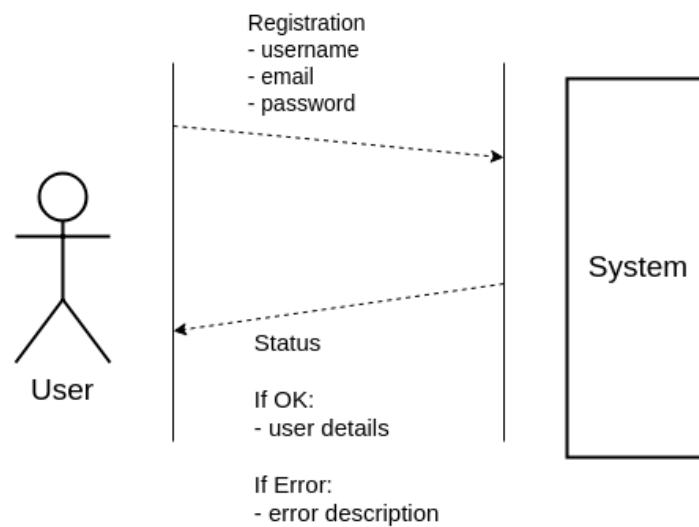 Registration
- username
- email
- password
System
User
Status
If OK:
- user details
If Error:
- error description